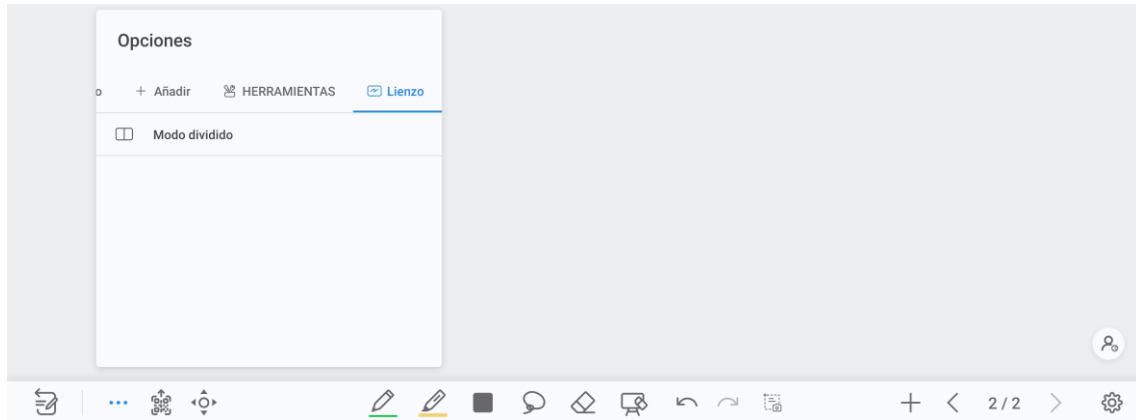 Opciones
o + Añadir HERRAMIENTAS Lienzo
Modo dividido
2/2